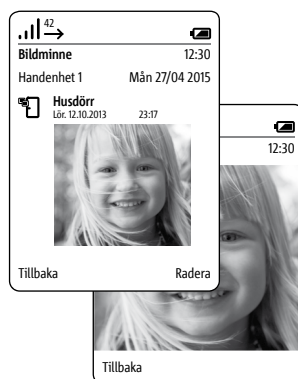 42
Bildminne 12:30
Handenhet 1 Mån 27/04 2015
Husdörr
Lör. 12.10.2013 23:17
Tillbaka Radera
12:30
Tillbaka